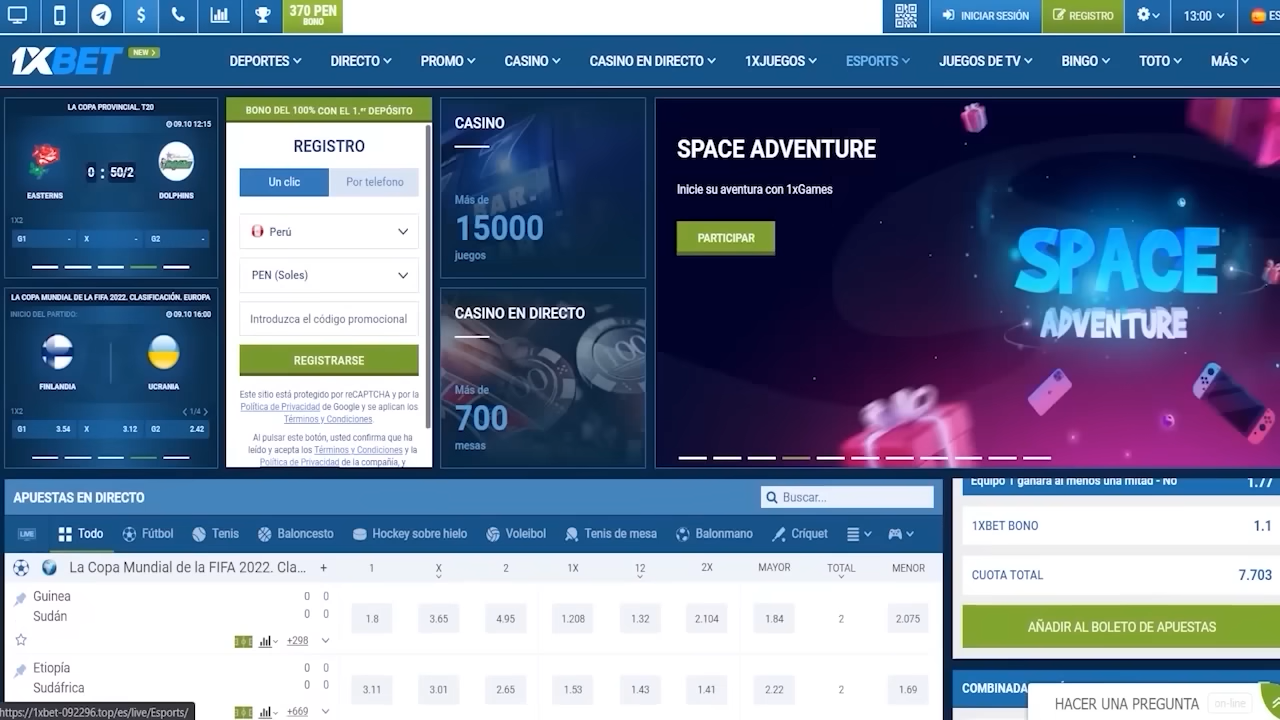 370 PEN
BONO
INICIAR SESIÓN
REGISTRO
13:00
ES
1XBET
NEW >
DEPORTES
DIRECTO
PROMO
CASINO
CASINO EN DIRECTO
1XJUEGOS
ESPORTS
JUEGOS DE TV
BINGO
TOTO
MÁS
LA COPA PROVINCIAL. T20
09.10 12:15
0 : 50/2
EASTERNS
DOLPHINS
1X2
G1 - X - G2 -
LA COPA MUNDIAL DE LA FIFA 2022. CLASIFICACIÓN. EUROPA
INICIO DEL PARTIDO:
09.10 16:00
FINLANDIA
UCRANIA
1X2
< 1/4 >
G1 3.54 X 3.12 G2 2.42
BONO DEL 100% CON EL 1.er DEPÓSITO
REGISTRO
Un clic
Por telefono
Perú
PEN (Soles)
Introduzca el código promocional
REGISTRARSE
Este sitio está protegido por reCAPTCHA y por la
Política de Privacidad de Google y se aplican los
Términos y Condiciones.
Al pulsar este botón, usted confirma que ha
leído y acepta los Términos y Condiciones y la
Política de Privacidad de la compañía, y
CASINO
Más de
15000
juegos
CASINO EN DIRECTO
Más de
700
mesas
SPACE ADVENTURE
Inicie su aventura con 1xGames
PARTICIPAR
SPACE
ADVENTURE
APUESTAS EN DIRECTO
Buscar...
LIVE
Todo
Fútbol
Tenis
Baloncesto
Hockey sobre hielo
Voleibol
Tenis de mesa
Balonmano
Críquet
La Copa Mundial de la FIFA 2022. Cla... + 1 X 2 1X 12 2X MAYOR TOTAL MENOR
Guinea 0 0
Sudán 0 0
1.8 3.65 4.95 1.208 1.32 2.104 1.84 2 2.075
+298
Etiopía 0 0
Sudáfrica 0 0
3.11 3.01 2.65 1.53 1.43 1.41 2.22 2 1.69
+669
Equipo 1 ganará al menos una mitad - No 1.77
1XBET BONO 1.1
CUOTA TOTAL 7.703
AÑADIR AL BOLETO DE APUESTAS
COMBINADA
HACER UNA PREGUNTA
on-line
https://1xbet-092296.top/es/live/Esports/